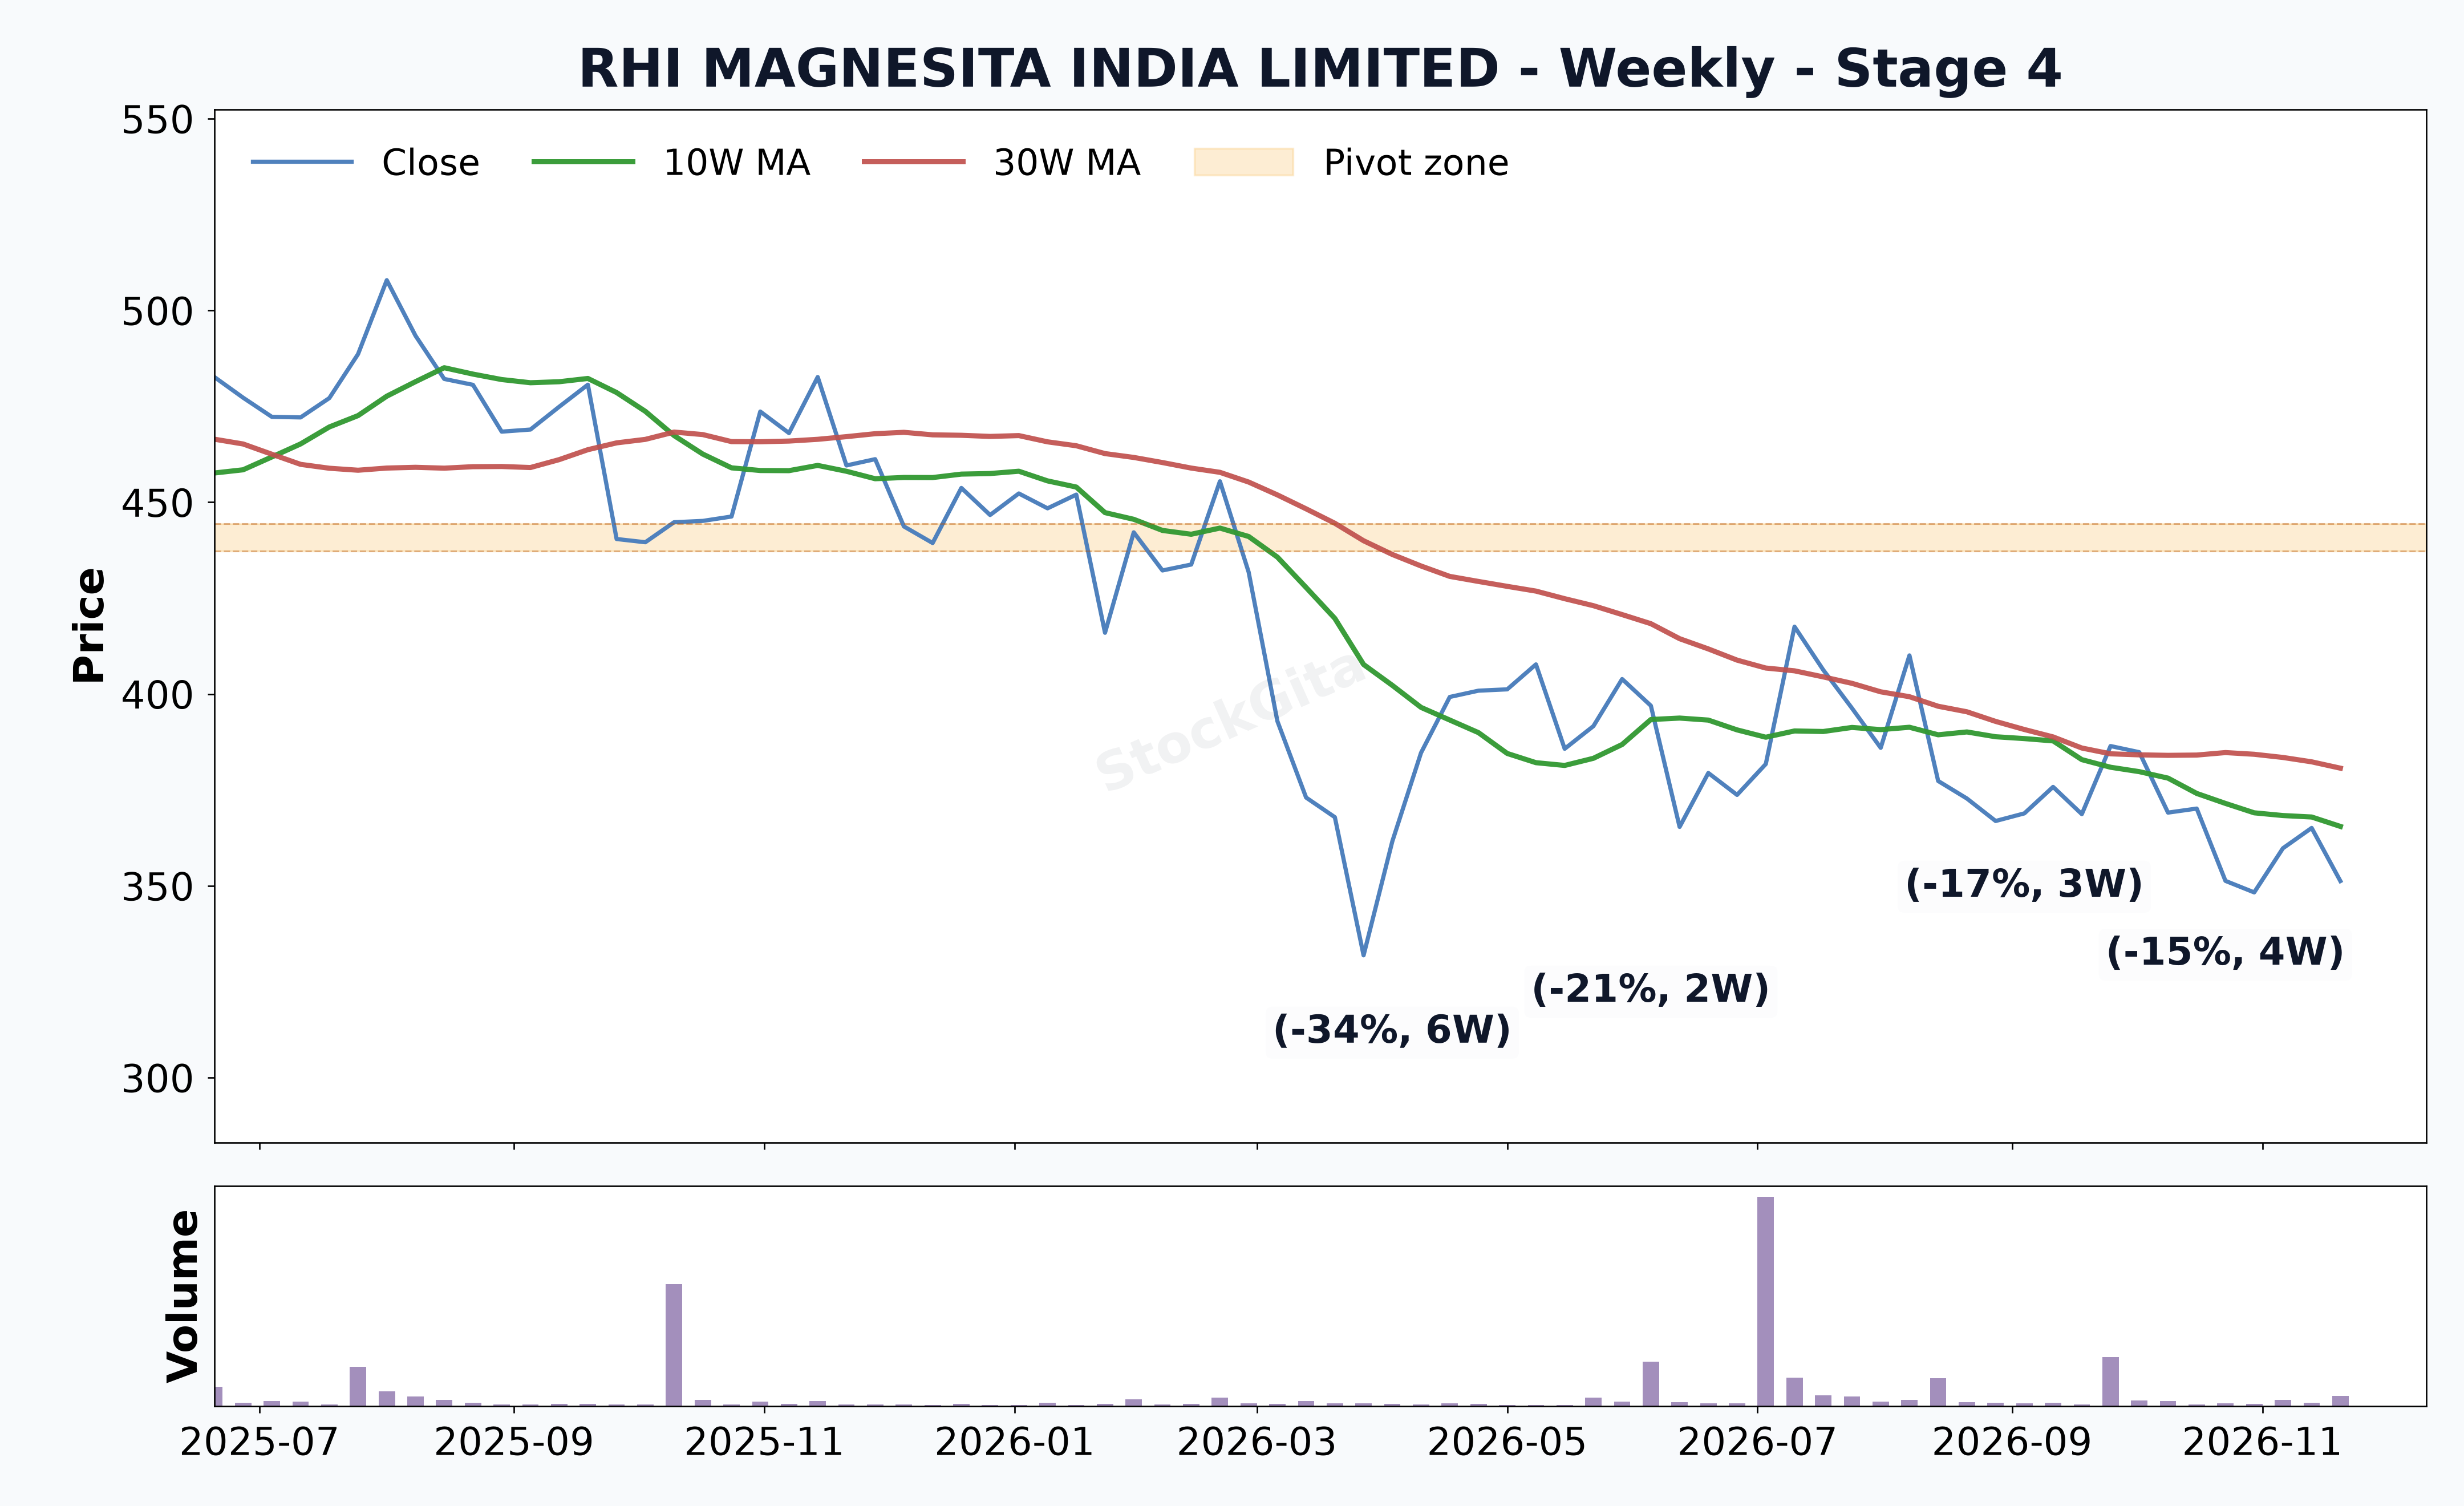 RHI MAGNESITA INDIA LIMITED - Weekly - Stage 4
Close 10W MA 30W MA Pivot zone
550
500
450
400
350
300
Price
StockGita
(-34%, 6W)
(-21%, 2W)
(-17%, 3W)
(-15%, 4W)
Volume
2025-07 2025-09 2025-11 2026-01 2026-03 2026-05 2026-07 2026-09 2026-11